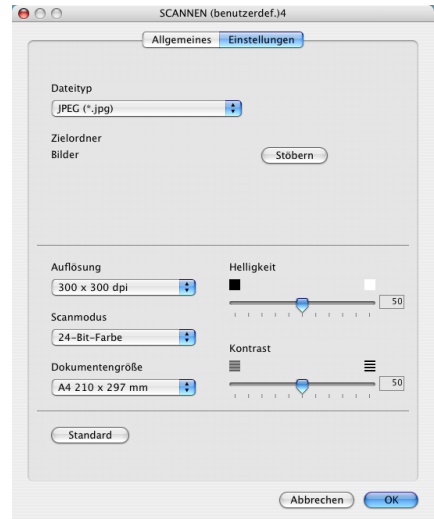 SCANNEN (benutzerdef.)4
Allgemeines Einstellungen
Dateityp
JPEG (*.jpg)
Zielordner
Bilder
Stöbern
Auflösung
300 x 300 dpi
Scanmodus
24-Bit-Farbe
Dokumentengröße
A4 210 x 297 mm
Helligkeit
50
Kontrast
50
Standard
Abbrechen OK